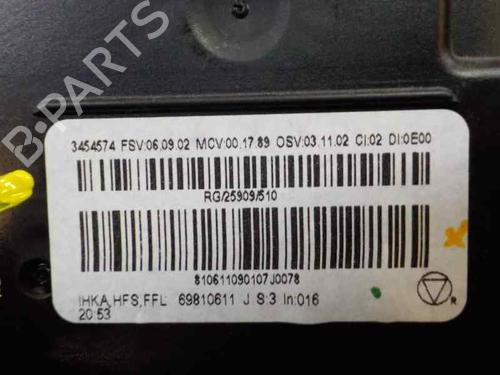 B-PARTS
3454574 FSV:06.09.02 MCV:00.17.89 OSV:03.11.02 CI:02 DI:0E00
RG/25909/510
810611090107J0078
IHKA,HFS,FFL 69810611 J S:3 In:016
20:53
R